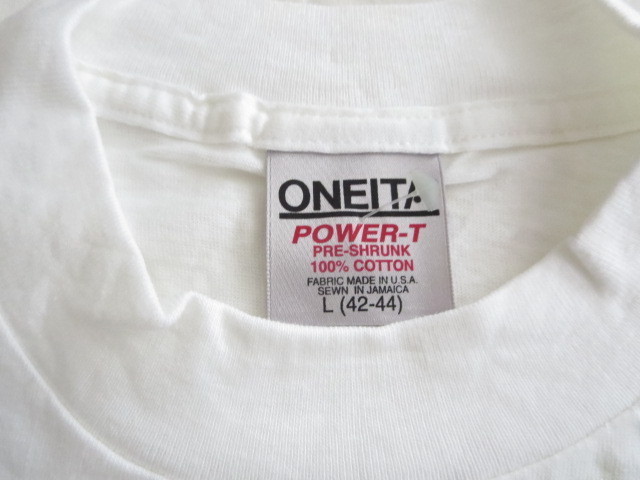 ONEITA
POWER-T
PRE-SHRUNK
100% COTTON
FABRIC MADE IN U.S.A.
SEWN IN JAMAICA
L (42-44)